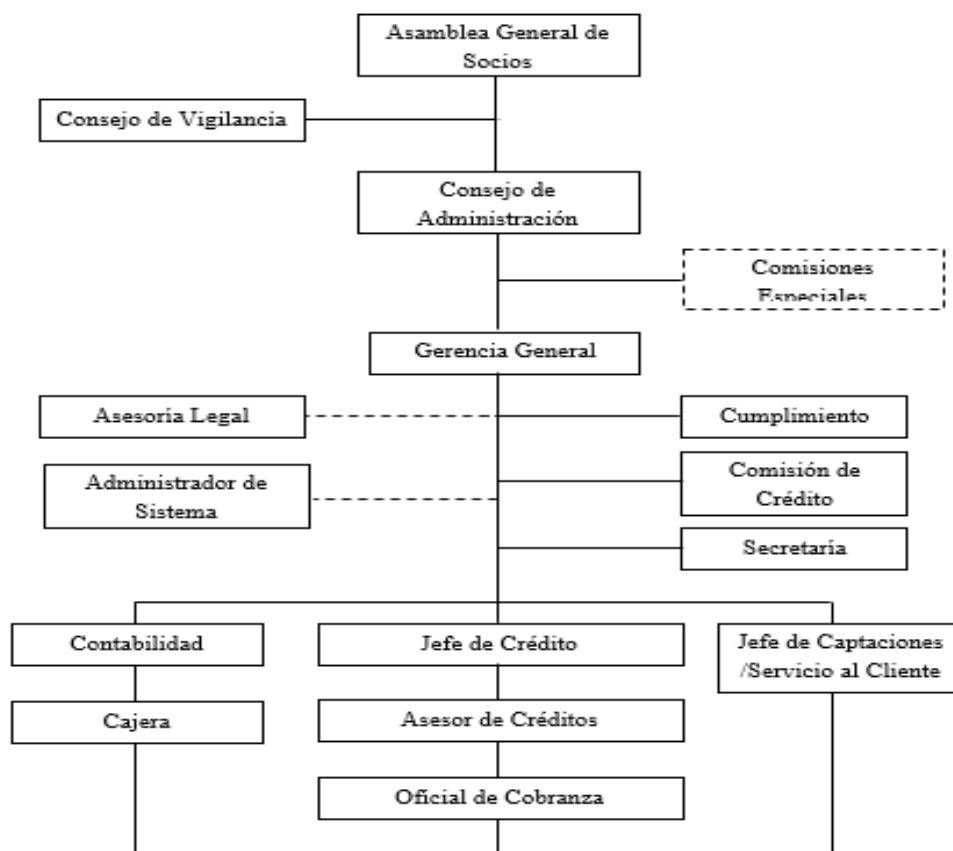 Asamblea General de
Socios
Consejo de Vigilancia
Consejo de
Administración
Comisiones
Especiales
Gerencia General
Asesoría Legal
Cumplimiento
Administrador de
Sistema
Comisión de
Crédito
Secretaría
Contabilidad
Jefe de Crédito
Jefe de Captaciones
/Servicio al Cliente
Cajera
Asesor de Créditos
Oficial de Cobranza